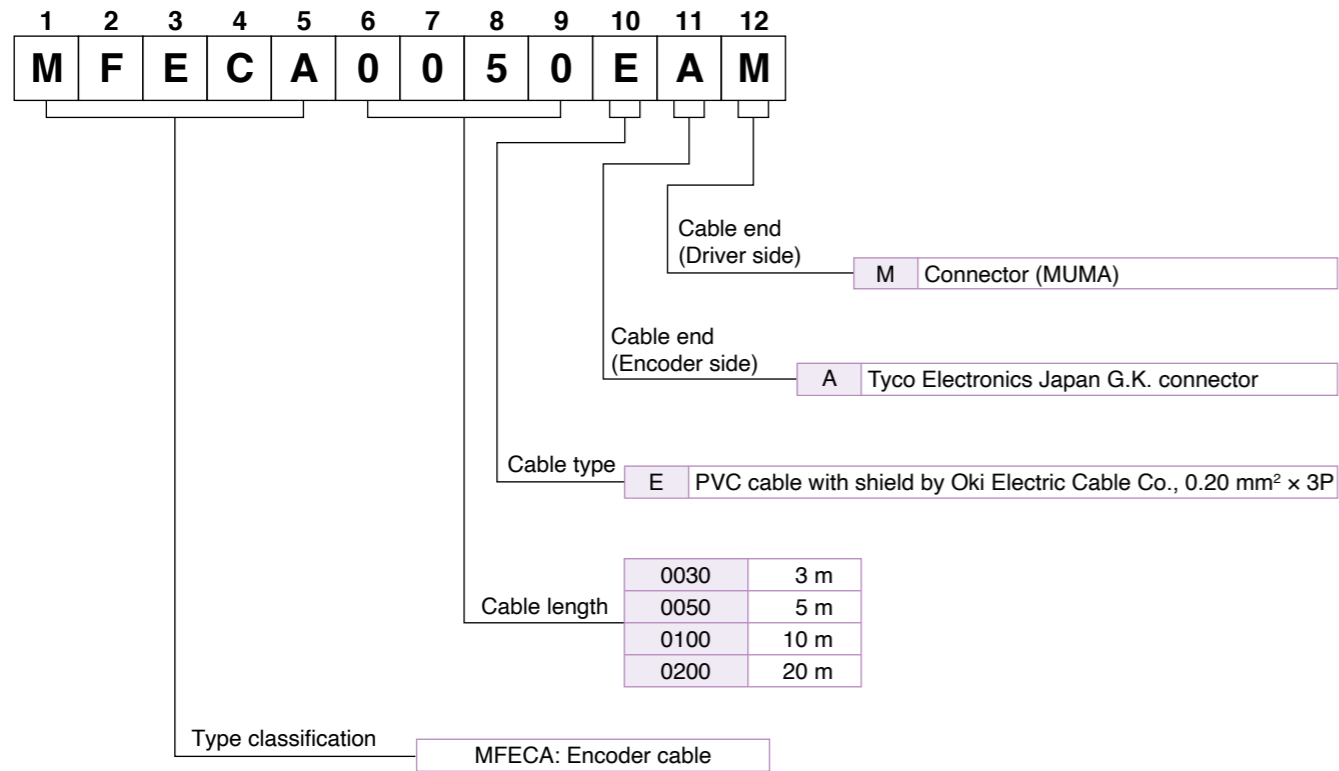 1 2 3 4 5 6 7 8 9 10 11 12
M F E C A 0 0 5 0 E A M
Cable end
(Driver side)
M Connector (MUMA)
Cable end
(Encoder side)
A Tyco Electronics Japan G.K. connector
Cable type
E PVC cable with shield by Oki Electric Cable Co., 0.20 mm² × 3P
Cable length
0030 3 m
0050 5 m
0100 10 m
0200 20 m
Type classification
MFECA: Encoder cable